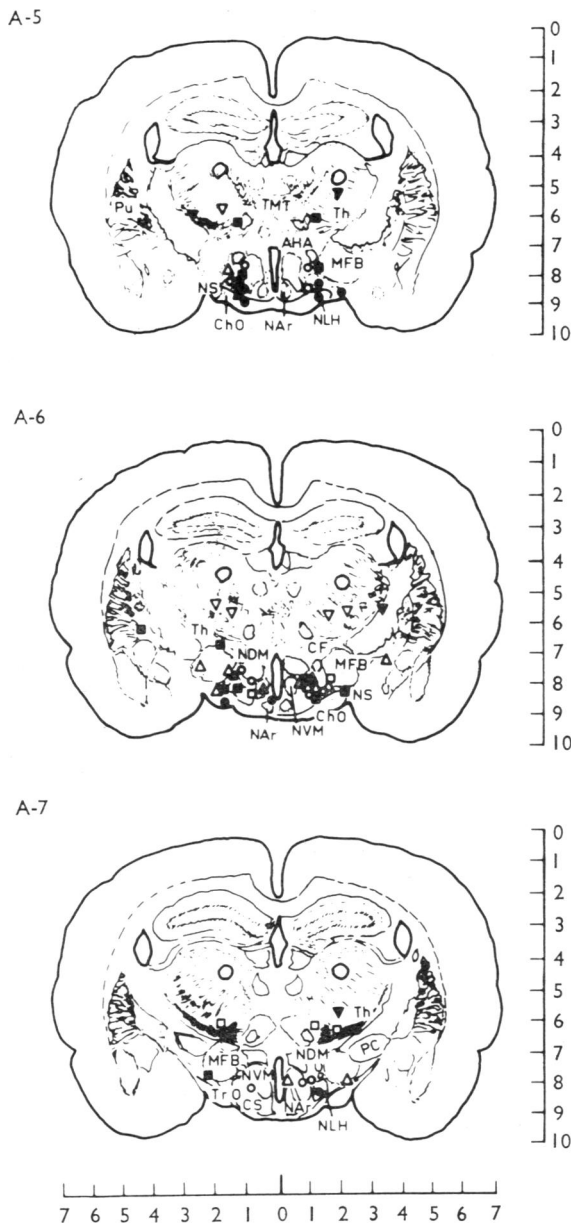 A-5
0
1
2
3
4
5
6
7
8
9
10
Pu
TMT
Th
AHA
MFB
NS
ChO
NAr
NLH
A-6
0
1
2
3
4
5
6
7
8
9
10
Th
NDM
CF
MFB
NS
ChO
NAr
NVM
A-7
0
1
2
3
4
5
6
7
8
9
10
Th
PC
NDM
MFB
NVM
TrO
CS
NAr
NLH
7 6 5 4 3 2 1 0 1 2 3 4 5 6 7